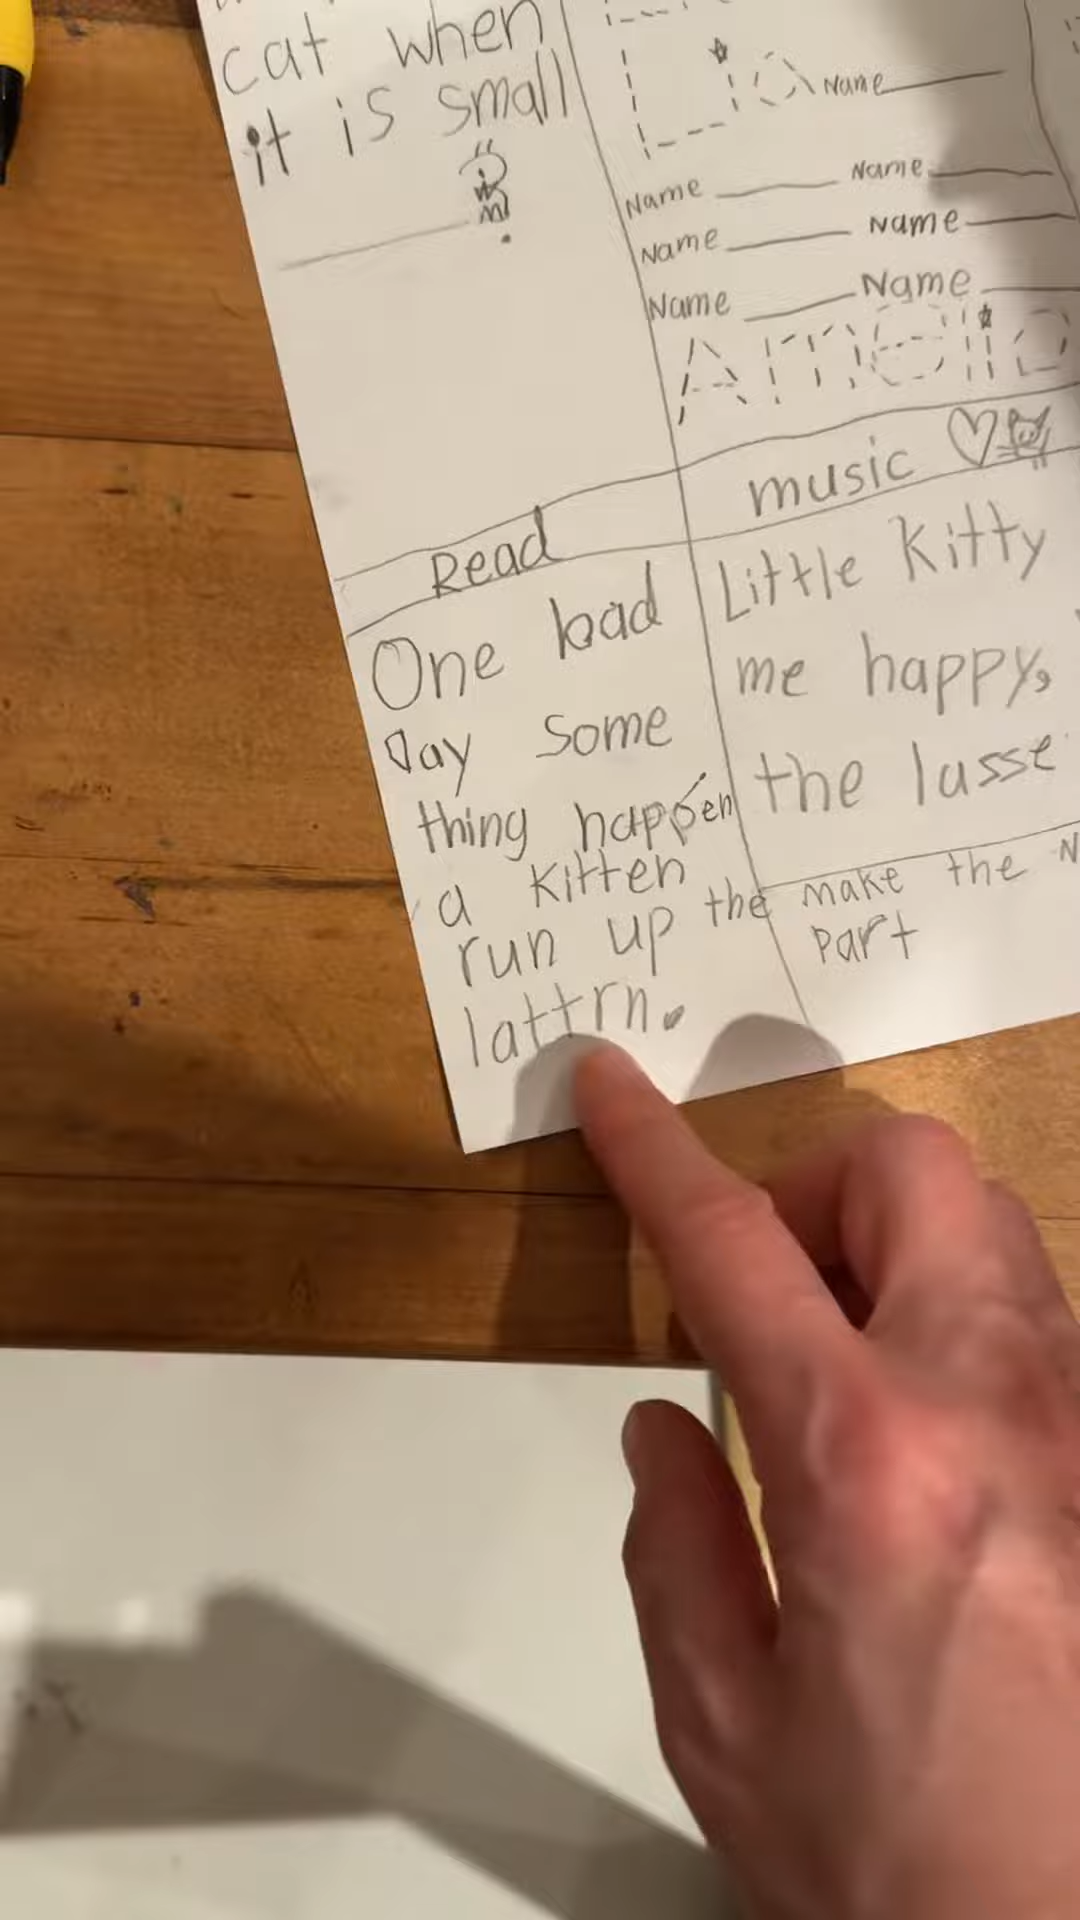 cat when
it is small
Name
Name Name
Name Name
Name Name
Amelia
Read
One bad
Day some
thing happen
a kitten
run up the
lattrn.
music
Little Kitty
me happy,
the lusse
make the
part